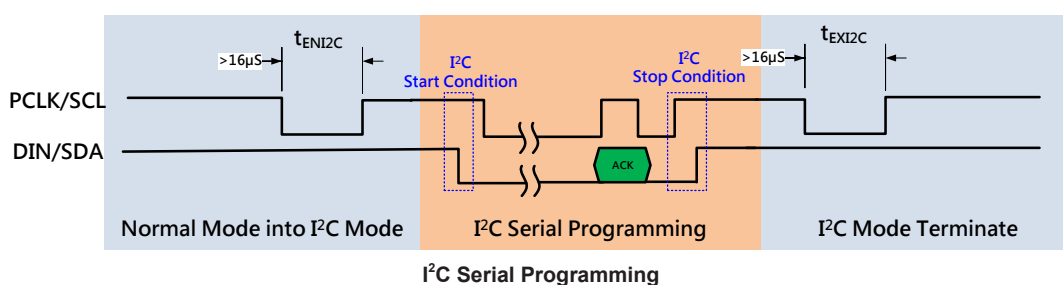 tENI2C
tEXI2C
>16µS
I²C
Start Condition
I²C
Stop Condition
>16µS
PCLK/SCL
DIN/SDA
ACK
Normal Mode into I²C Mode
I²C Serial Programming
I²C Mode Terminate
I²C Serial Programming